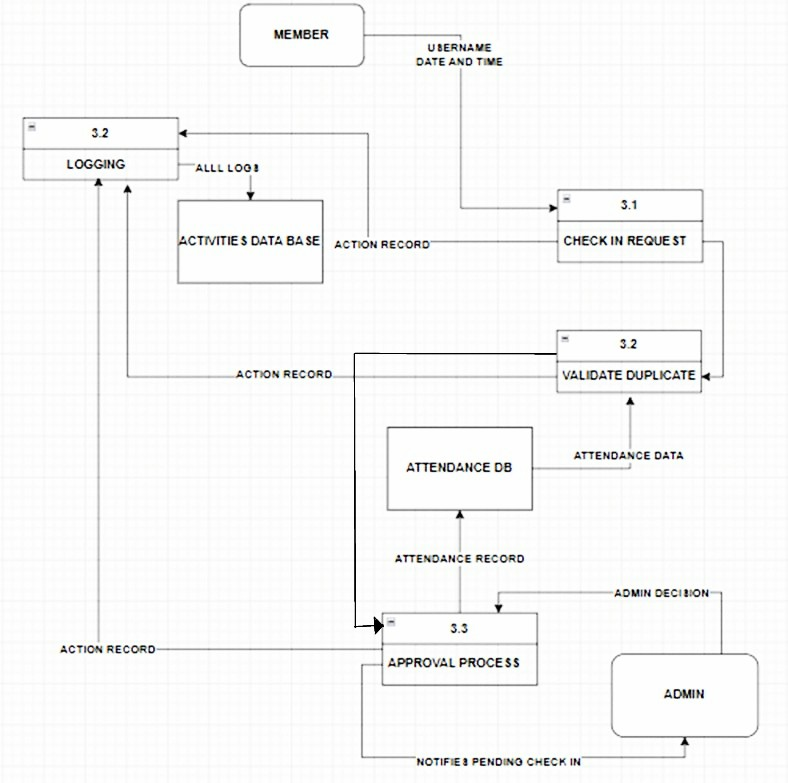 MEMBER
USERNAME
DATE AND TIME
3.2
LOGGING
ALLL LOGS
ACTIVITIES DATA BASE
ACTION RECORD
3.1
CHECK IN REQUEST
3.2
VALIDATE DUPLICATE
ACTION RECORD
ATTENDANCE DB
ATTENDANCE DATA
ATTENDANCE RECORD
ADMIN DECISION
3.3
APPROVAL PROCESS
ACTION RECORD
ADMIN
NOTIFIES PENDING CHECK IN